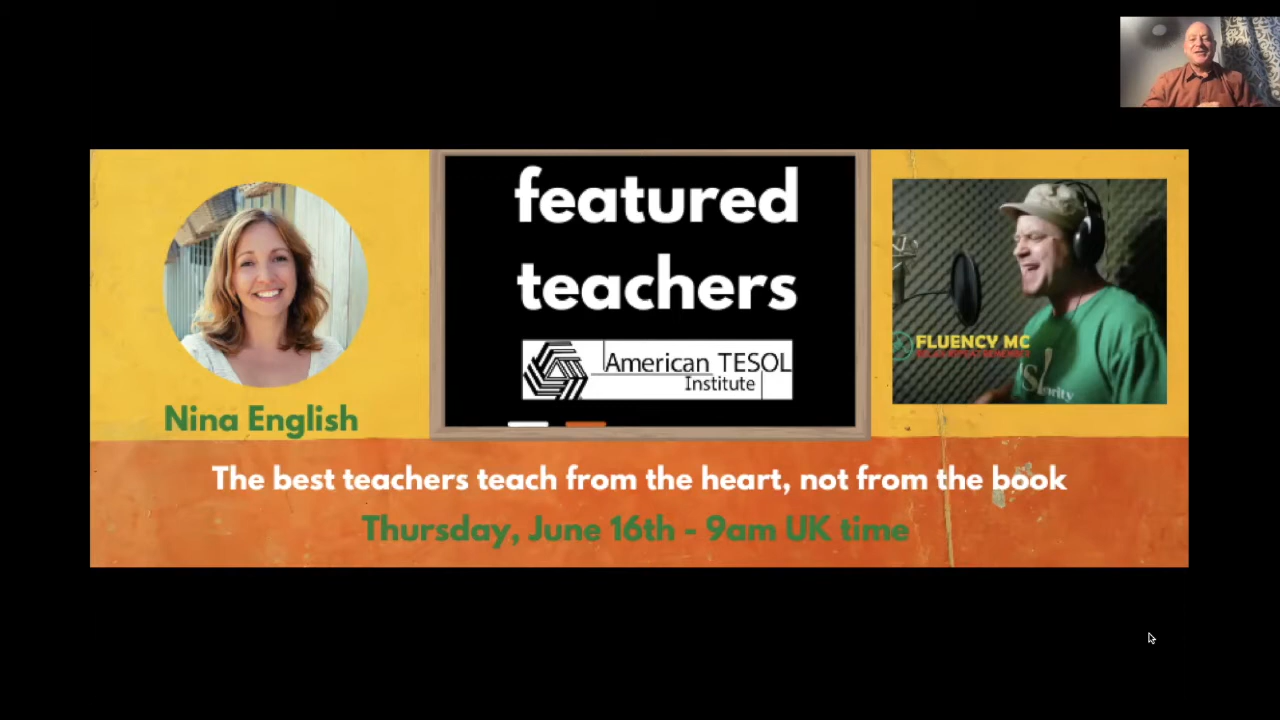 featured
teachers
American TESOL
Institute
FLUENCY MC
Nina English
The best teachers teach from the heart, not from the book
Thursday, June 16th - 9am UK time